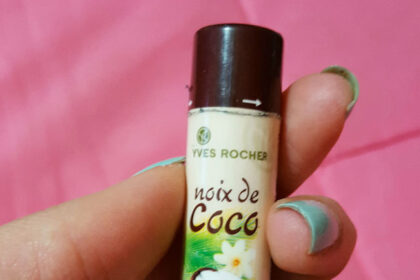 YVES ROCHER
noix de
Coco